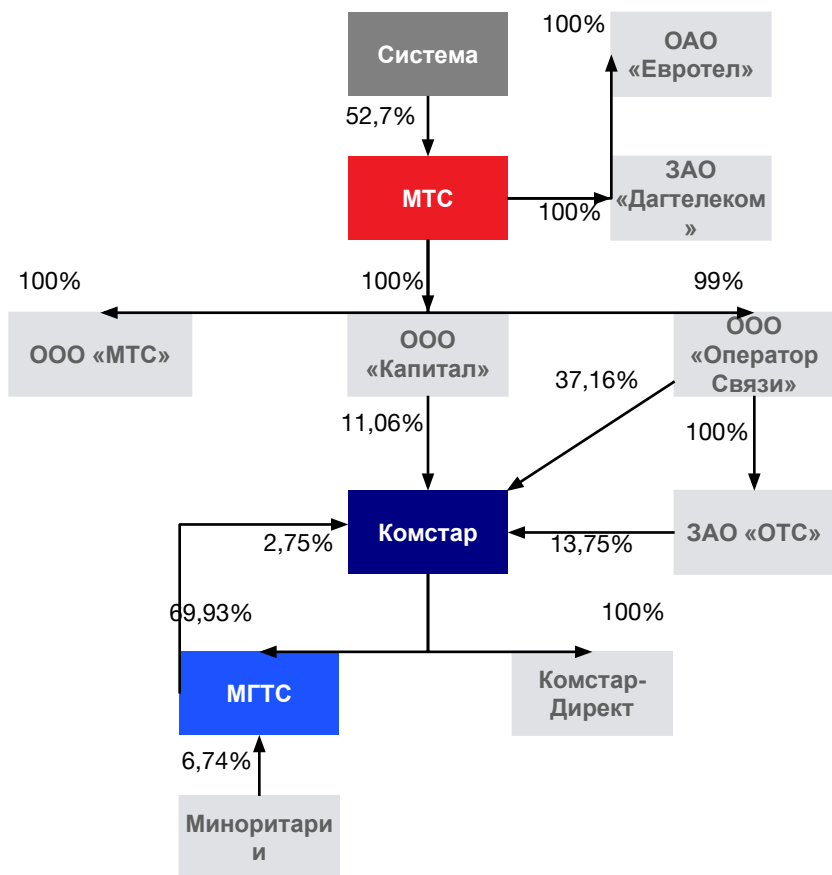 100%
ОАО
«Евротел»
Система
52,7%
МТС
100%
ЗАО
«Дагтелеком
»
100%
100%
99%
ООО «МТС»
ООО
«Капитал»
ООО
«Оператор
Связи»
37,16%
11,06%
100%
Комстар
2,75%
13,75%
ЗАО «ОТС»
69,93%
100%
МГТС
Комстар-
Директ
6,74%
Миноритари
и